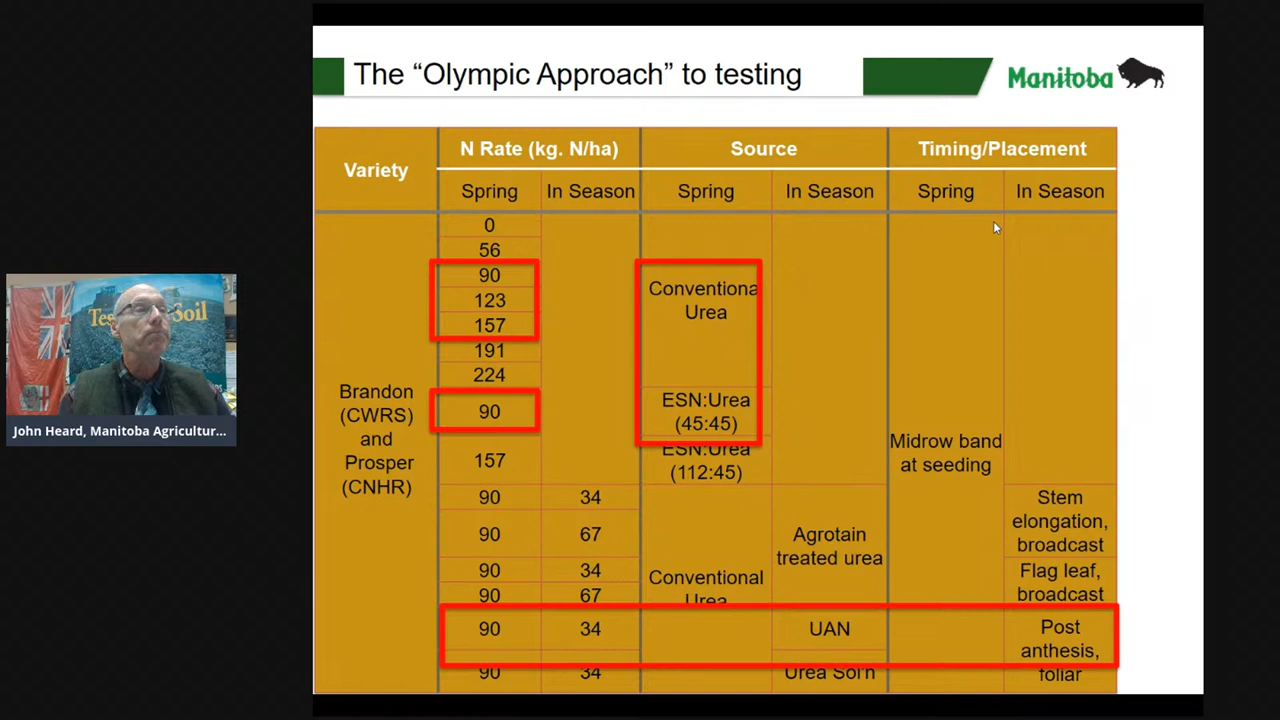 The “Olympic Approach” to testing
Manitoba
Variety
N Rate (kg. N/ha)
Source
Timing/Placement
Spring
In Season
Spring
In Season
Spring
In Season
0
56
90
123
157
191
224
90
157
90 34
90 67
90 34
90 67
90 34
90 34
Brandon
(CWRS)
and
Prosper
(CNHR)
Conventiona
Urea
ESN:Urea
(45:45)
ESN:Urea
(112:45)
Conventional
Urea
Agrotain
treated urea
UAN
Urea Sol'n
Midrow band
at seeding
Stem
elongation,
broadcast
Flag leaf,
broadcast
Post
anthesis,
foliar
Soil
John Heard, Manitoba Agricultur...